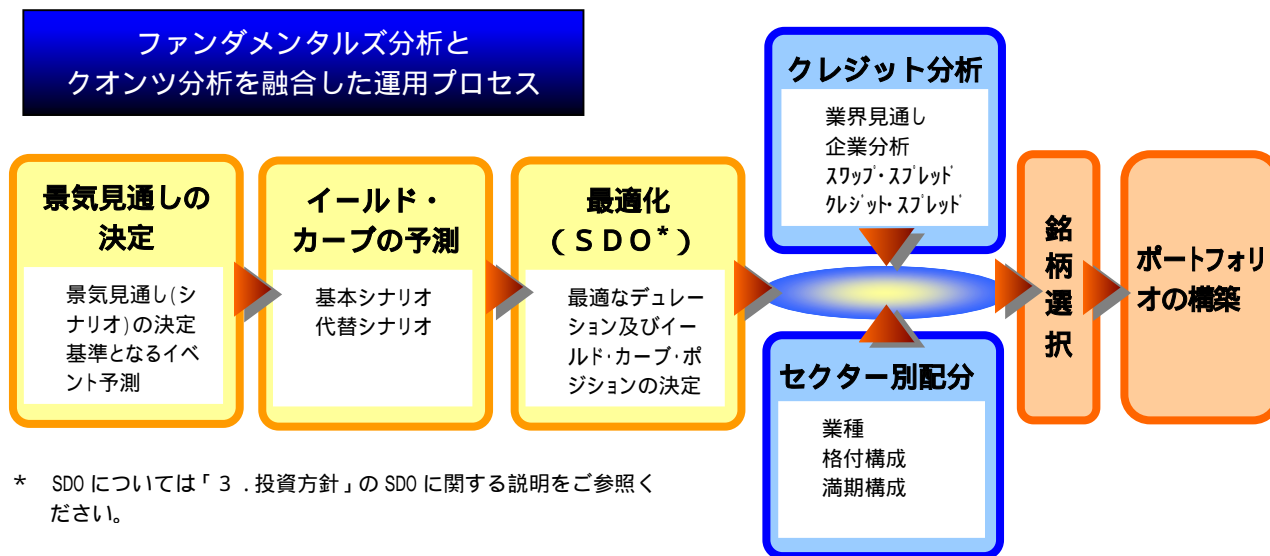 ファンダメンタルズ分析と
クオンツ分析を融合した運用プロセス
景気見通しの
決定
景気見通し(シ
ナリオ)の決定
基準となるイベ
ント予測
イールド・
カーブの予測
基本シナリオ
代替シナリオ
最適化
(SDO*)
最適なデュレー
ション及びイー
ルド・カーブ・ポ
ジションの決定
クレジット分析
業界見通し
企業分析
スワップ・スプレッド
クレジット・スプレッド
セクター別配分
業種
格付構成
満期構成
銘
柄
選
択
ポートフォリ
オの構築
* SDOについては「3.投資方針」のSDOに関する説明をご参照く
ださい。